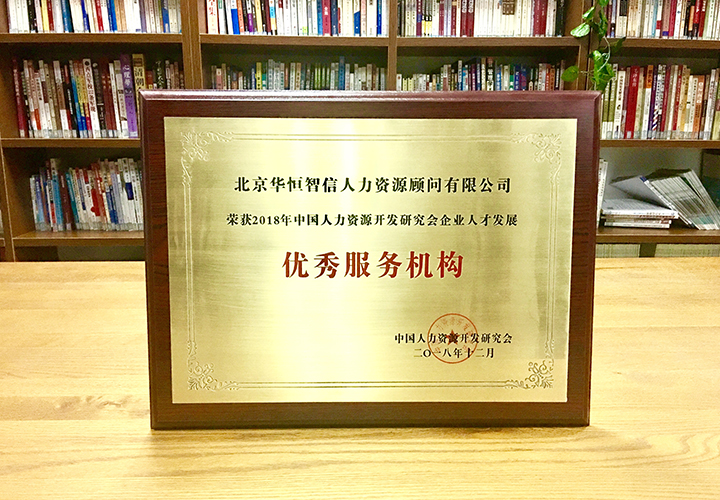 北京华恒智信人力资源顾问有限公司
荣获2018年中国人力资源开发研究会企业人才发展
优秀服务机构
中国人力资源开发研究会
二〇一八年十二月